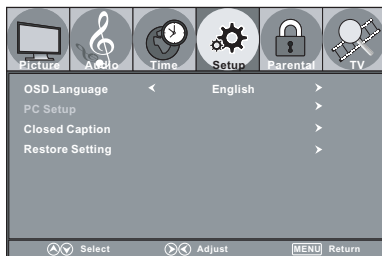 Picture Audio Time Setup Parental TV
OSD Language English
PC Setup
Closed Caption
Restore Setting
Select Adjust MENU Return